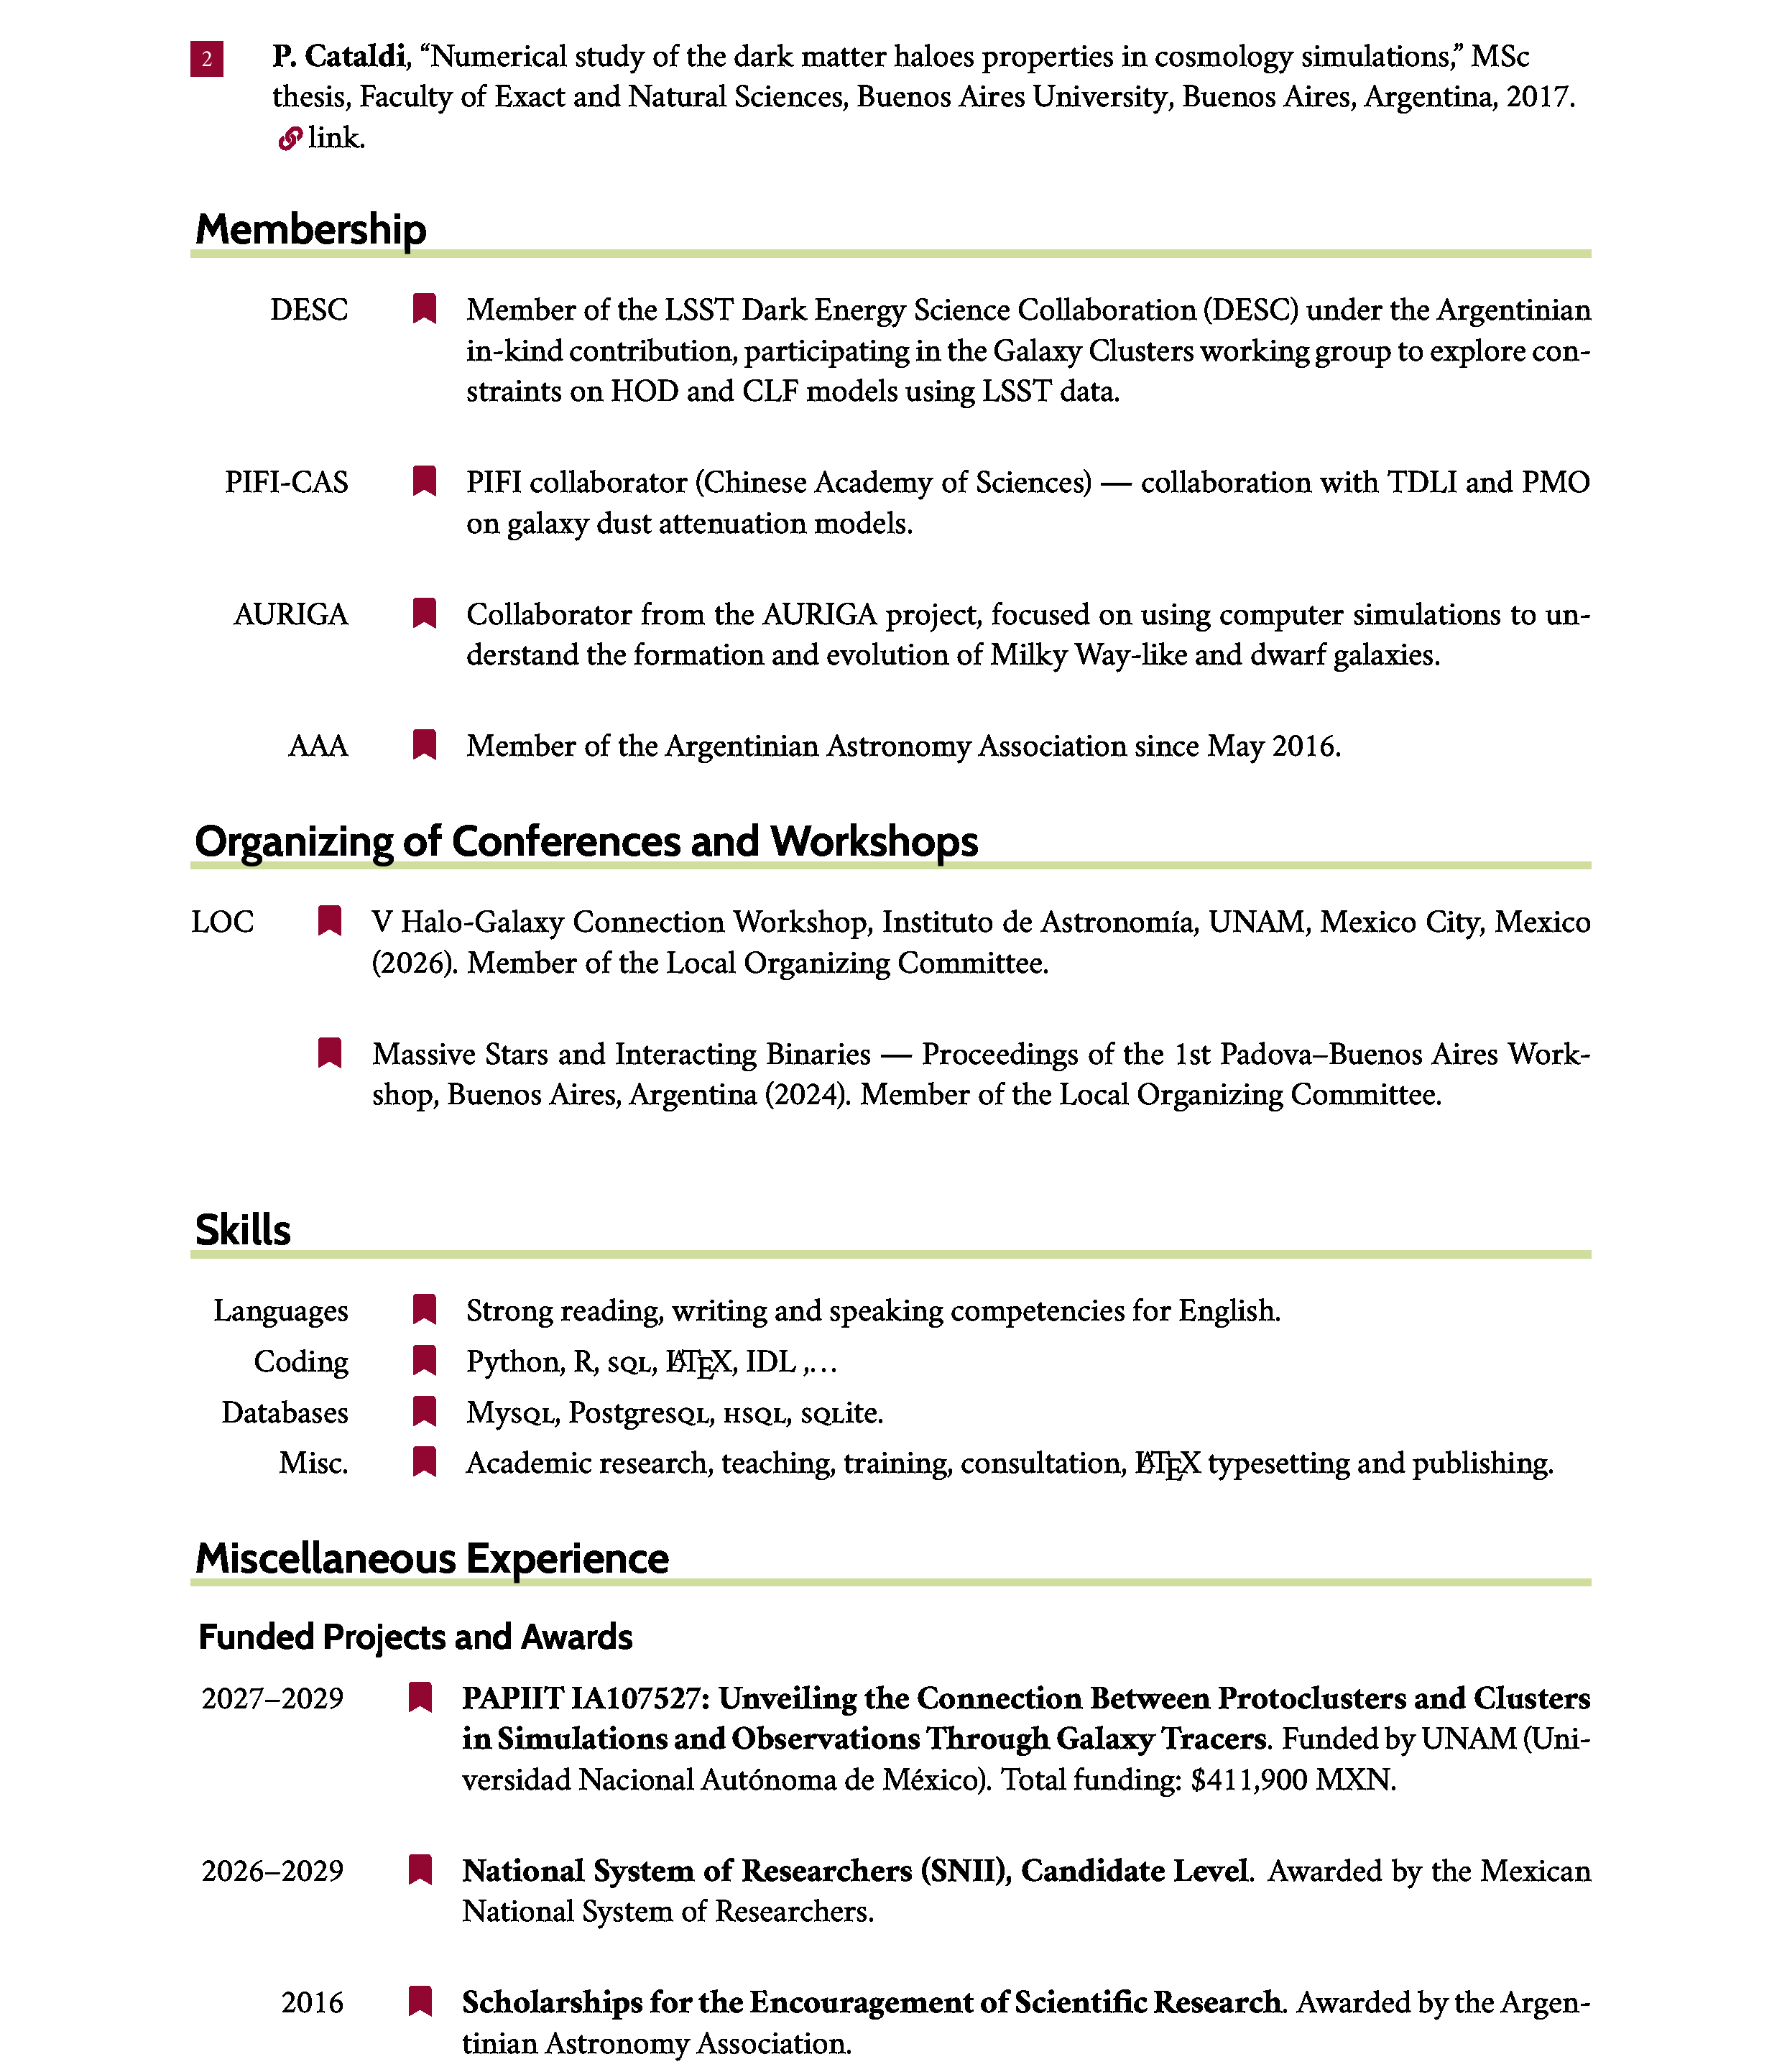 2 P. Cataldi, “Numerical study of the dark matter haloes properties in cosmology simulations,” MSc
thesis, Faculty of Exact and Natural Sciences, Buenos Aires University, Buenos Aires, Argentina, 2017.
link.
Membership
DESC Member of the LSST Dark Energy Science Collaboration (DESC) under the Argentinian
in-kind contribution, participating in the Galaxy Clusters working group to explore con-
straints on HOD and CLF models using LSST data.
PIFI-CAS PIFI collaborator (Chinese Academy of Sciences) — collaboration with TDLI and PMO
on galaxy dust attenuation models.
AURIGA Collaborator from the AURIGA project, focused on using computer simulations to un-
derstand the formation and evolution of Milky Way-like and dwarf galaxies.
AAA Member of the Argentinian Astronomy Association since May 2016.
Organizing of Conferences and Workshops
LOC V Halo-Galaxy Connection Workshop, Instituto de Astronomía, UNAM, Mexico City, Mexico
(2026). Member of the Local Organizing Committee.
Massive Stars and Interacting Binaries — Proceedings of the 1st Padova–Buenos Aires Work-
shop, Buenos Aires, Argentina (2024). Member of the Local Organizing Committee.
Skills
Languages Strong reading, writing and speaking competencies for English.
Coding Python, R, SQL, LATEX, IDL ,…
Databases MySQL, PostgreSQL, HSQL, SQLite.
Misc. Academic research, teaching, training, consultation, LATEX typesetting and publishing.
Miscellaneous Experience
Funded Projects and Awards
2027–2029 PAPIIT IA107527: Unveiling the Connection Between Protoclusters and Clusters
in Simulations and Observations Through Galaxy Tracers. Funded by UNAM (Uni-
versidad Nacional Autónoma de México). Total funding: $411,900 MXN.
2026–2029 National System of Researchers (SNII), Candidate Level. Awarded by the Mexican
National System of Researchers.
2016 Scholarships for the Encouragement of Scientific Research. Awarded by the Argen-
tinian Astronomy Association.